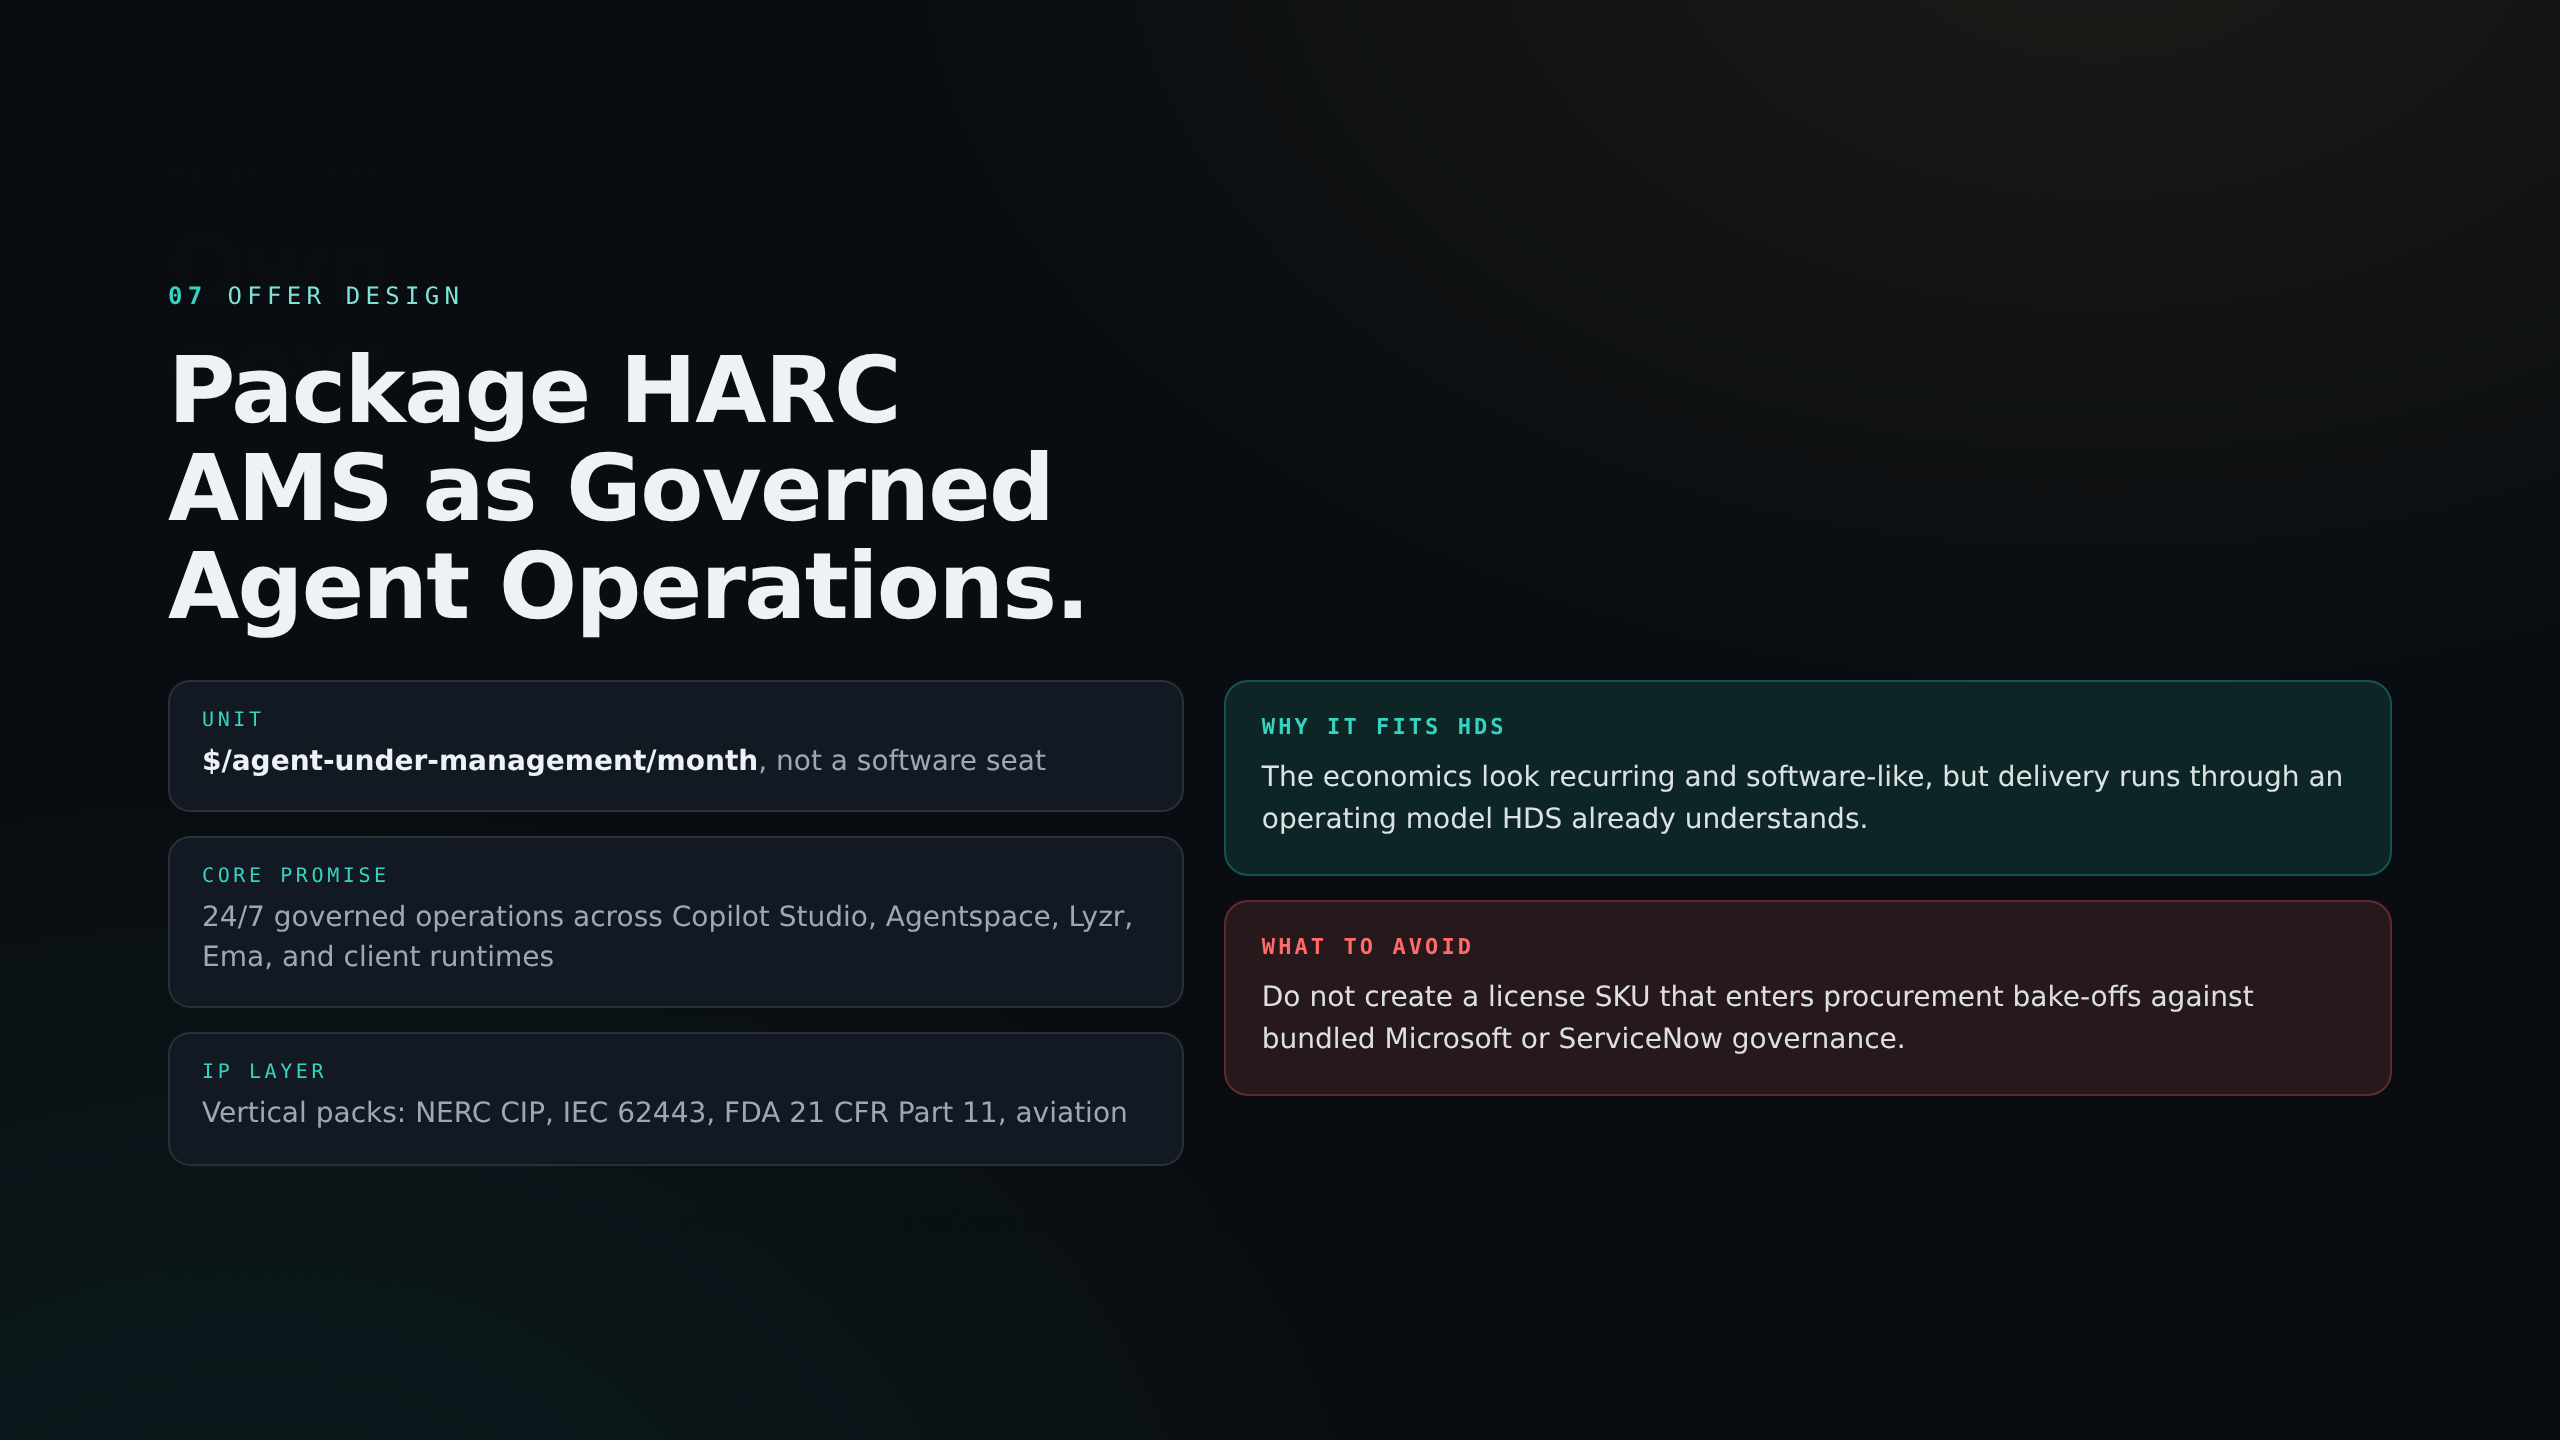 07 OFFER DESIGN
Package HARC
AMS as Governed
Agent Operations.
UNIT
$/agent-under-management/month, not a software seat
CORE PROMISE
24/7 governed operations across Copilot Studio, Agentspace, Lyzr,
Ema, and client runtimes
IP LAYER
Vertical packs: NERC CIP, IEC 62443, FDA 21 CFR Part 11, aviation
WHY IT FITS HDS
The economics look recurring and software-like, but delivery runs through an
operating model HDS already understands.
WHAT TO AVOID
Do not create a license SKU that enters procurement bake-offs against
bundled Microsoft or ServiceNow governance.